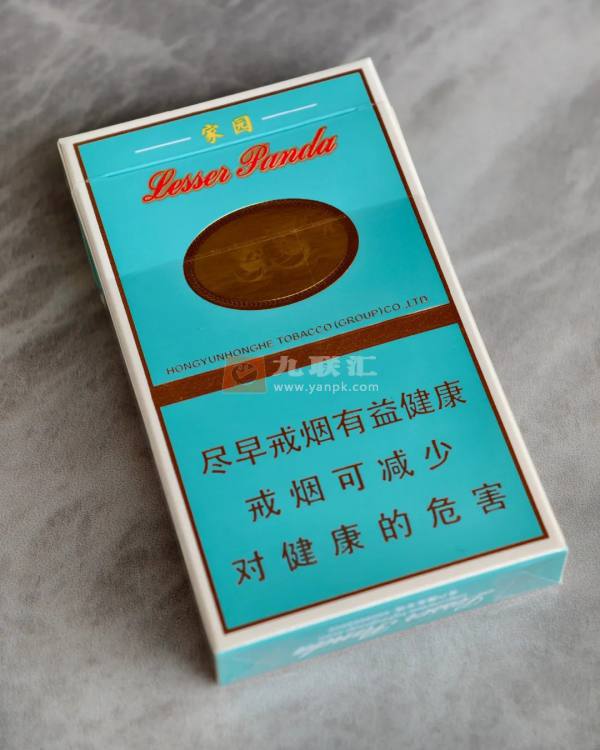 家园
Lesser Panda
HONGYUNHONGHE TOBACCO (GROUP) CO.,LTD
九联汇
www.yanpk.com
尽早戒烟有益健康
戒烟可减少
对健康的危害